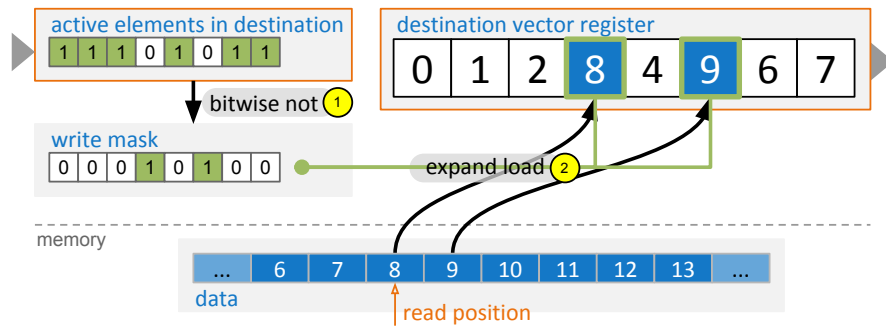 active elements in destination
1 1 1 0 1 0 1 1
destination vector register
0 1 2 8 4 9 6 7
bitwise not 1
write mask
0 0 0 1 0 1 0 0
expand load 2
memory
... 6 7 8 9 10 11 12 13 ...
data
read position